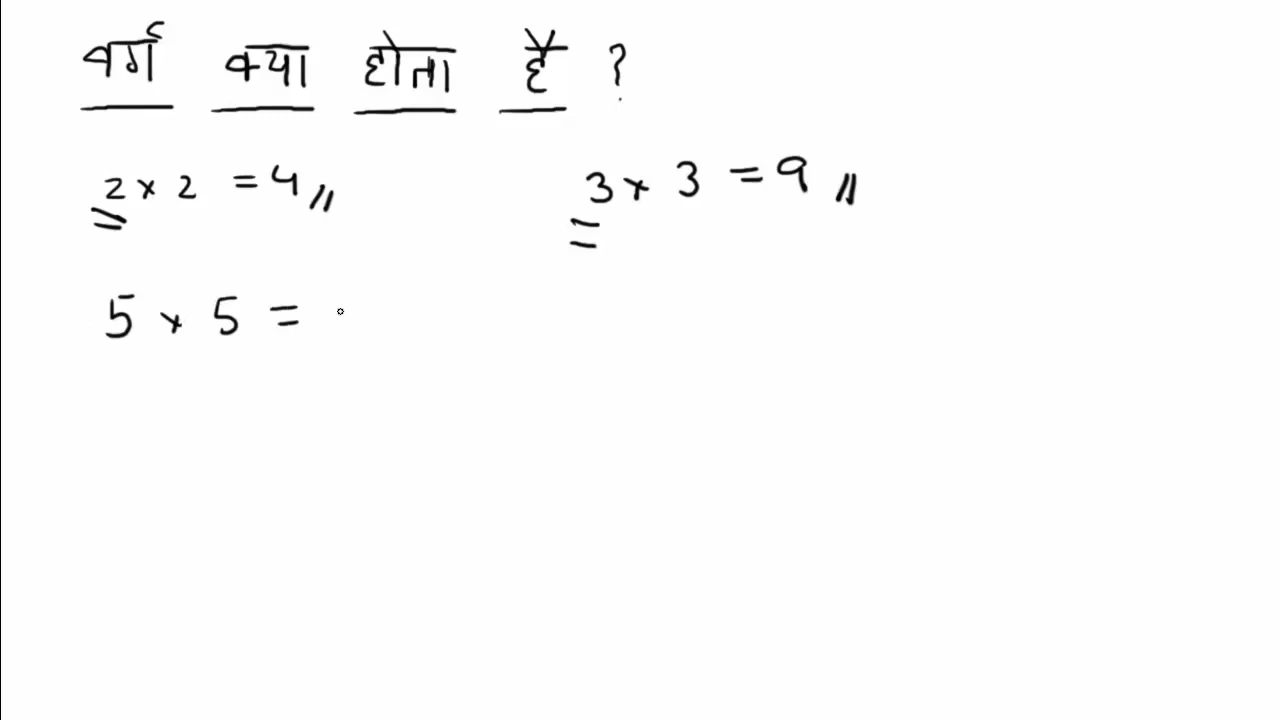 वर्ग क्या होता है ?
2 × 2 = 4 3 × 3 = 9
5 × 5 =